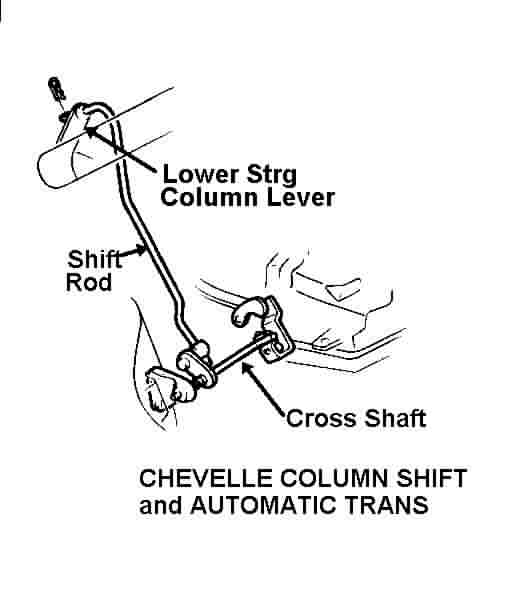 Lower Strg
Column Lever
Shift
Rod
Cross Shaft
CHEVELLE COLUMN SHIFT
and AUTOMATIC TRANS